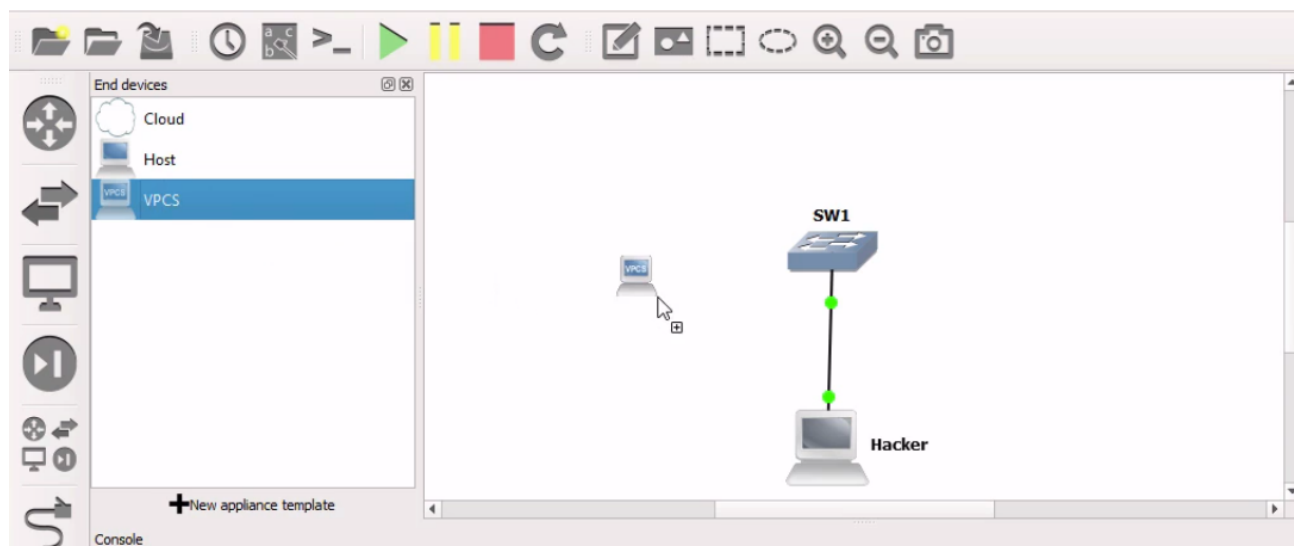 End devices
Cloud
Host
VPCS
VPCS
New appliance template
Console
SW1
VPCS
Hacker